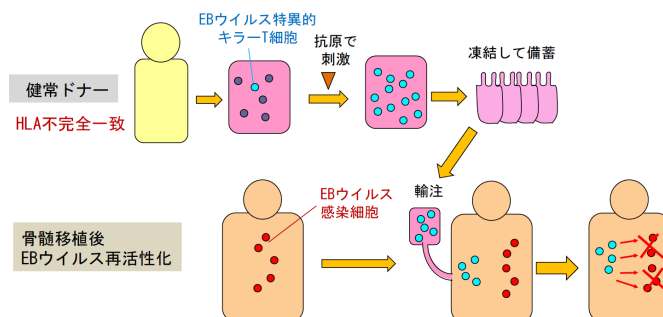 EBウイルス特異的
キラーT細胞
抗原で
刺激
凍結して備蓄
健常ドナー
HLA不完全一致
輸注
EBウイルス
感染細胞
骨髄移植後
EBウイルス再活性化